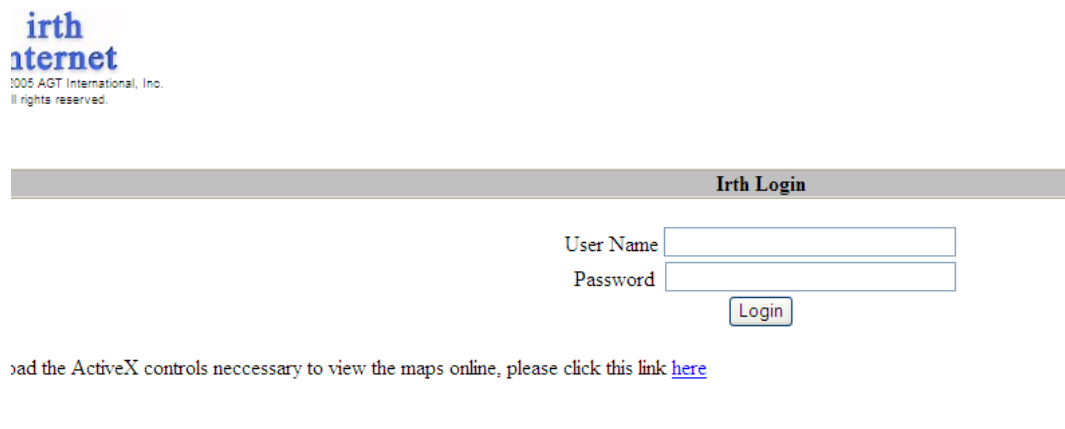 irth
nternet
2005 AGT International, Inc.
ll rights reserved.
Irth Login
User Name
Password
Login
oad the ActiveX controls neccessary to view the maps online, please click this link here